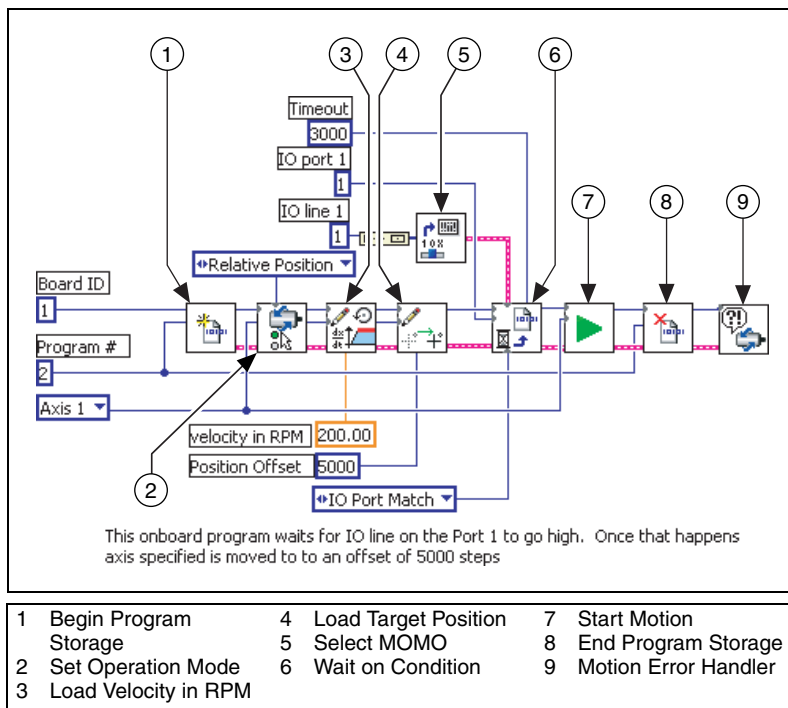 1
3
4
5
6
Timeout
3000
IO port 1
1
IO line 1
1
7
8
9
Relative Position
Board ID
1
Program #
2
Axis 1
velocity in RPM 200.00
Position Offset 5000
2
IO Port Match
This onboard program waits for IO line on the Port 1 to go high. Once that happens
axis specified is moved to to an offset of 5000 steps
1 Begin Program
Storage
2 Set Operation Mode
3 Load Velocity in RPM
4 Load Target Position
5 Select MOMO
6 Wait on Condition
7 Start Motion
8 End Program Storage
9 Motion Error Handler